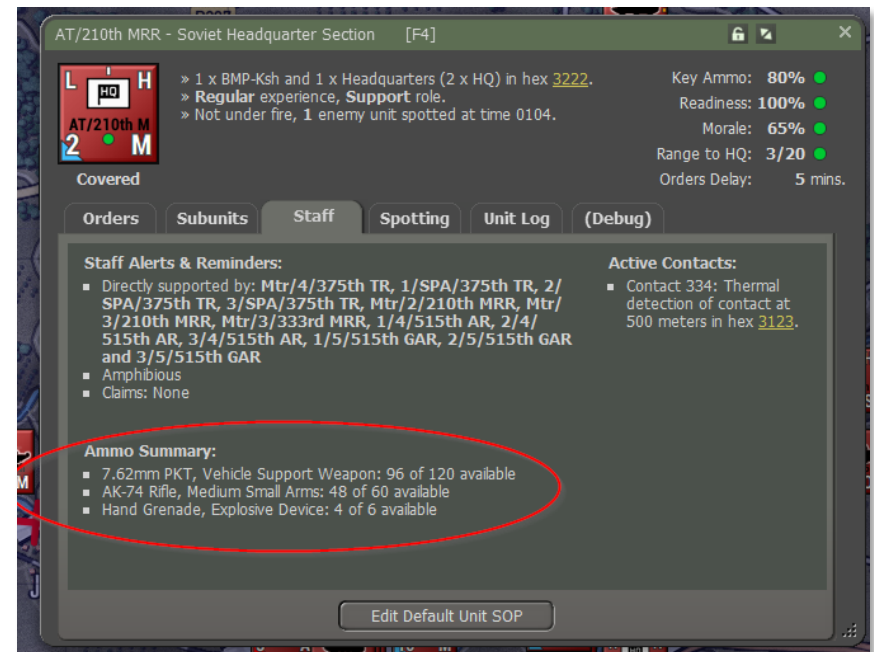 AT/210th MRR - Soviet Headquarter Section [F4]
L H
HQ
AT/210th M
2 M
Covered
» 1 x BMP-Ksh and 1 x Headquarters (2 x HQ) in hex 3222.
» Regular experience, Support role.
» Not under fire, 1 enemy unit spotted at time 0104.
Key Ammo: 80%
Readiness: 100%
Morale: 65%
Range to HQ: 3/20
Orders Delay: 5 mins.
Orders Subunits Staff Spotting Unit Log (Debug)
Staff Alerts & Reminders:
Directly supported by: Mtr/4/375th TR, 1/SPA/375th TR, 2/
SPA/375th TR, 3/SPA/375th TR, Mtr/2/210th MRR, Mtr/
3/210th MRR, Mtr/3/333rd MRR, 1/4/515th AR, 2/4/
515th AR, 3/4/515th AR, 1/5/515th GAR, 2/5/515th GAR
and 3/5/515th GAR
Amphibious
Claims: None
Active Contacts:
Contact 334: Thermal
detection of contact at
500 meters in hex 3123.
Ammo Summary:
7.62mm PKT, Vehicle Support Weapon: 96 of 120 available
AK-74 Rifle, Medium Small Arms: 48 of 60 available
Hand Grenade, Explosive Device: 4 of 6 available
Edit Default Unit SOP